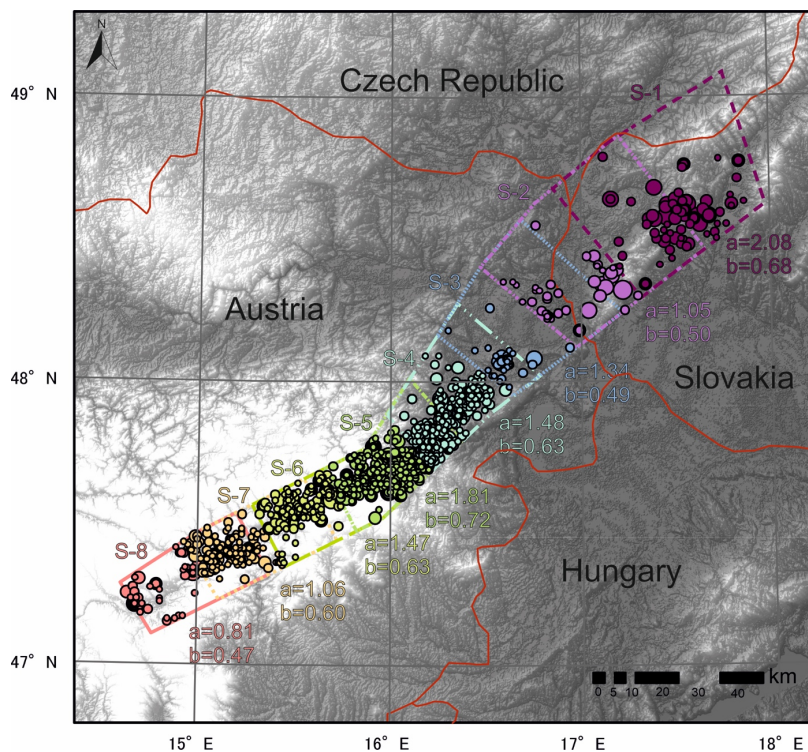 N
49° N
48° N
47° N
Czech Republic
S-1
S-2
a=2.08
b=0.68
S-3
Austria
a=1.05
b=0.50
S-4
a=1.34
b=0.49
Slovakia
S-5
a=1.48
b=0.63
S-6
a=1.81
b=0.72
S-7
a=1.47
b=0.63
S-8
Hungary
a=1.06
b=0.60
a=0.81
b=0.47
km
0 5 10 20 30 40
15° E 16° E 17° E 18° E